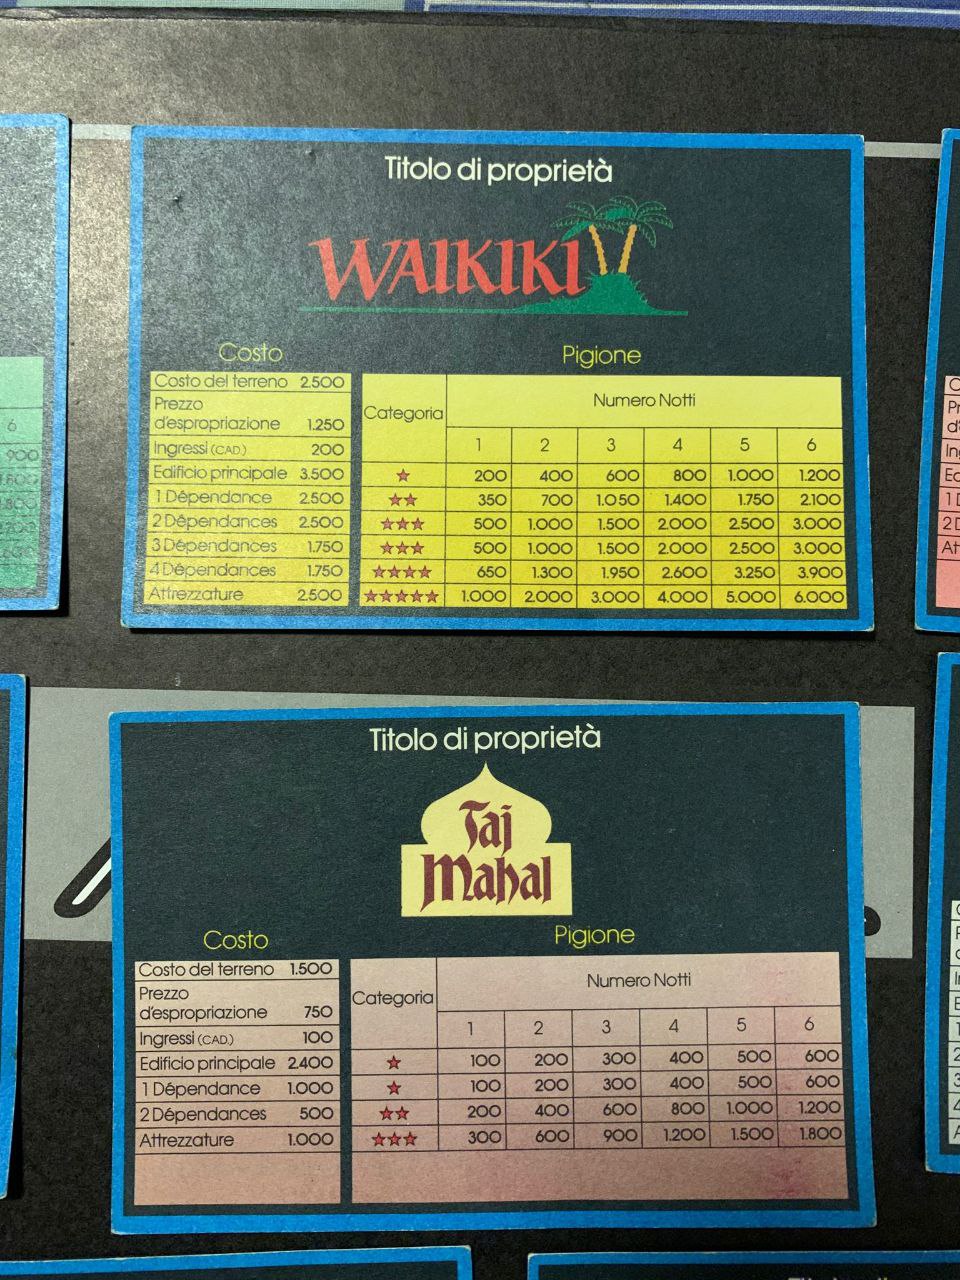 Titolo di proprietà
WAIKIKI
Costo
Pigione
Costo del terreno 2.500
Prezzo
d'espropriazione 1.250
Ingressi (CAD.) 200
Edificio principale 3.500
1 Dépendance 2.500
2 Dépendances 2.500
3 Dépendances 1.750
4 Dépendances 1.750
Attrezzature 2.500
Categoria
Numero Notti
1 2 3 4 5 6
★ 200 400 600 800 1.000 1.200
★★ 350 700 1.050 1.400 1.750 2.100
★★★ 500 1.000 1.500 2.000 2.500 3.000
★★★ 500 1.000 1.500 2.000 2.500 3.000
★★★★ 650 1.300 1.950 2.600 3.250 3.900
★★★★★ 1.000 2.000 3.000 4.000 5.000 6.000
6
900
Titolo di proprietà
Taj
Mahal
Costo
Pigione
Costo del terreno 1.500
Prezzo
d'espropriazione 750
Ingressi (CAD.) 100
Edificio principale 2.400
1 Dépendance 1.000
2 Dépendances 500
Attrezzature 1.000
Categoria
Numero Notti
1 2 3 4 5 6
★ 100 200 300 400 500 600
★ 100 200 300 400 500 600
★★ 200 400 600 800 1.000 1.200
★★★ 300 600 900 1.200 1.500 1.800